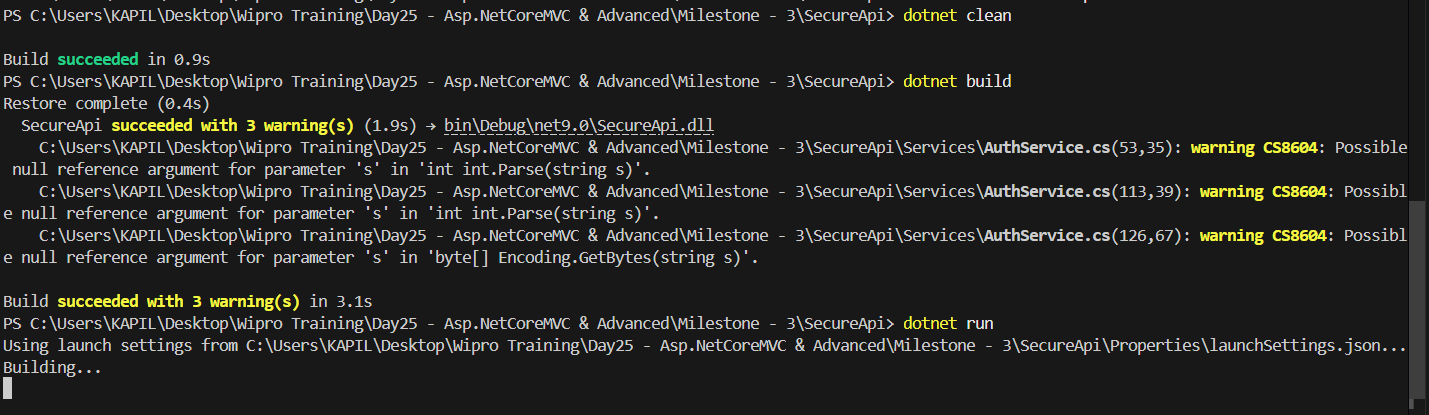 PS C:\Users\KAPIL\Desktop\Wipro Training\Day25 - Asp.NetCoreMVC & Advanced\Milestone - 3\SecureApi> dotnet clean
Build succeeded in 0.9s
PS C:\Users\KAPIL\Desktop\Wipro Training\Day25 - Asp.NetCoreMVC & Advanced\Milestone - 3\SecureApi> dotnet build
Restore complete (0.4s)
  SecureApi succeeded with 3 warning(s) (1.9s) → bin\Debug\net9.0\SecureApi.dll
    C:\Users\KAPIL\Desktop\Wipro Training\Day25 - Asp.NetCoreMVC & Advanced\Milestone - 3\SecureApi\Services\AuthService.cs(53,35): warning CS8604: Possible
 null reference argument for parameter 's' in 'int int.Parse(string s)'.
    C:\Users\KAPIL\Desktop\Wipro Training\Day25 - Asp.NetCoreMVC & Advanced\Milestone - 3\SecureApi\Services\AuthService.cs(113,39): warning CS8604: Possibl
e null reference argument for parameter 's' in 'int int.Parse(string s)'.
    C:\Users\KAPIL\Desktop\Wipro Training\Day25 - Asp.NetCoreMVC & Advanced\Milestone - 3\SecureApi\Services\AuthService.cs(126,67): warning CS8604: Possibl
e null reference argument for parameter 's' in 'byte[] Encoding.GetBytes(string s)'.
Build succeeded with 3 warning(s) in 3.1s
PS C:\Users\KAPIL\Desktop\Wipro Training\Day25 - Asp.NetCoreMVC & Advanced\Milestone - 3\SecureApi> dotnet run
Using launch settings from C:\Users\KAPIL\Desktop\Wipro Training\Day25 - Asp.NetCoreMVC & Advanced\Milestone - 3\SecureApi\Properties\launchSettings.json...
Building...